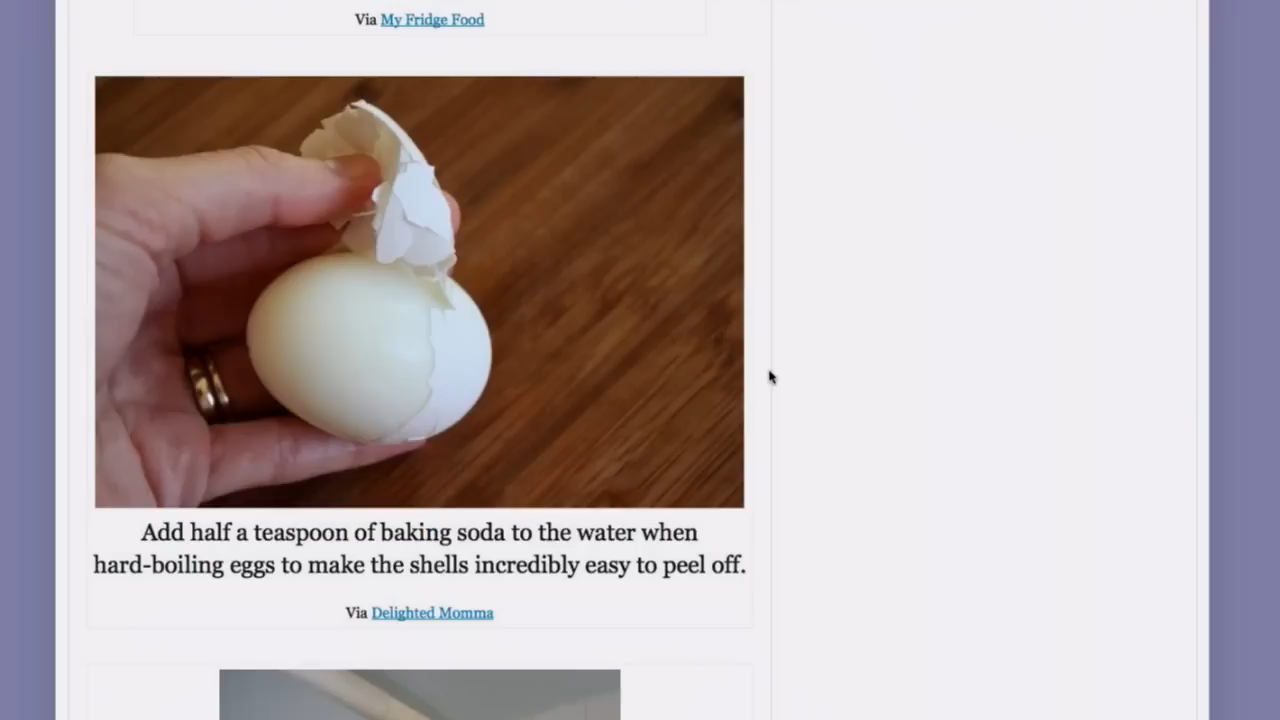 Via My Fridge Food
Add half a teaspoon of baking soda to the water when
hard-boiling eggs to make the shells incredibly easy to peel off.
Via Delighted Momma